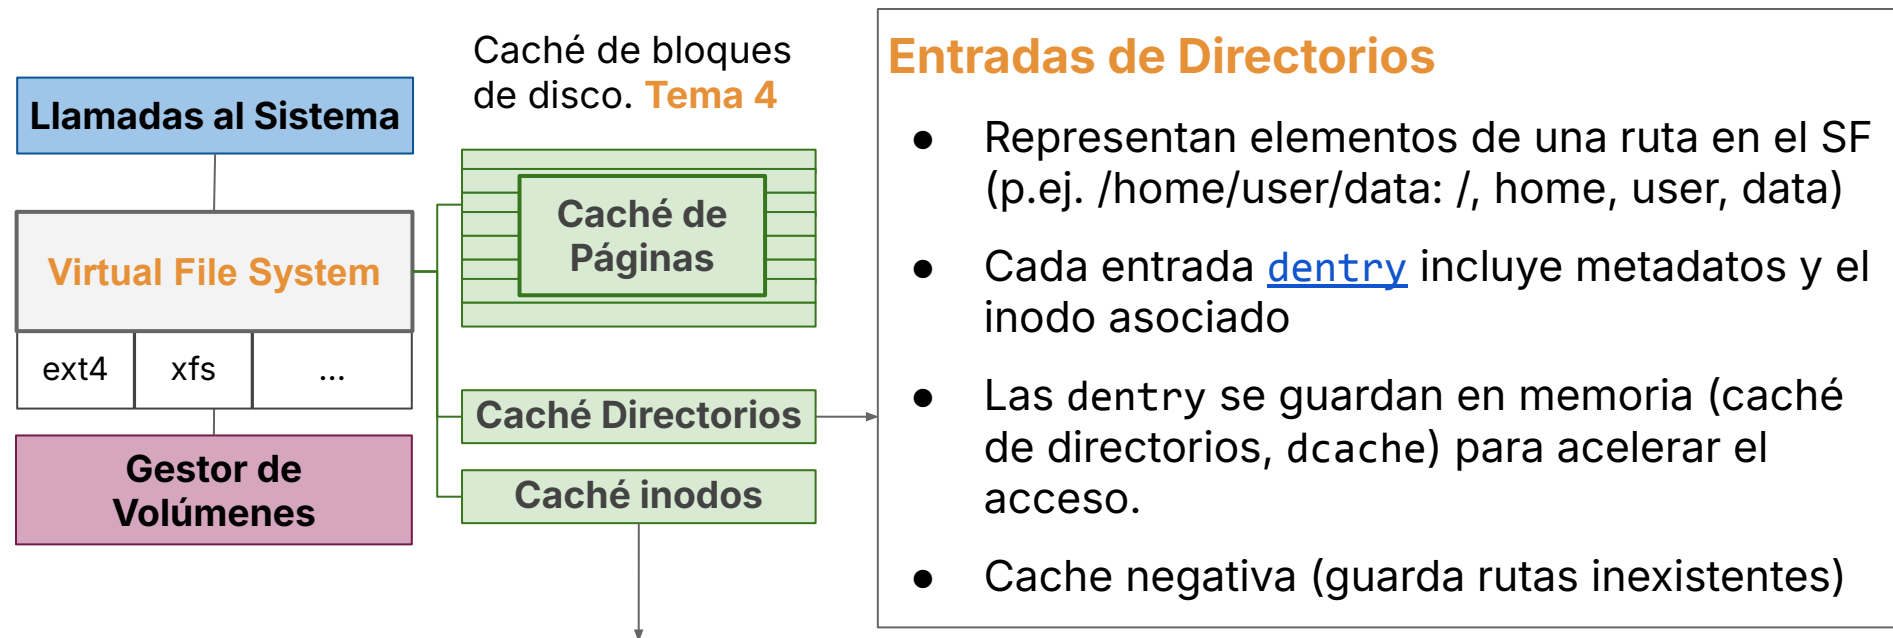 Llamadas al Sistema
Virtual File System
ext4
xfs
...
Gestor de
Volúmenes
Caché de bloques
de disco. Tema 4
Caché de
Páginas
Caché Directorios
Caché inodos
Entradas de Directorios
● Representan elementos de una ruta en el SF
(p.ej. /home/user/data: /, home, user, data)
● Cada entrada dentry incluye metadatos y el
inodo asociado
● Las dentry se guardan en memoria (caché
de directorios, dcache) para acelerar el
acceso.
● Cache negativa (guarda rutas inexistentes)